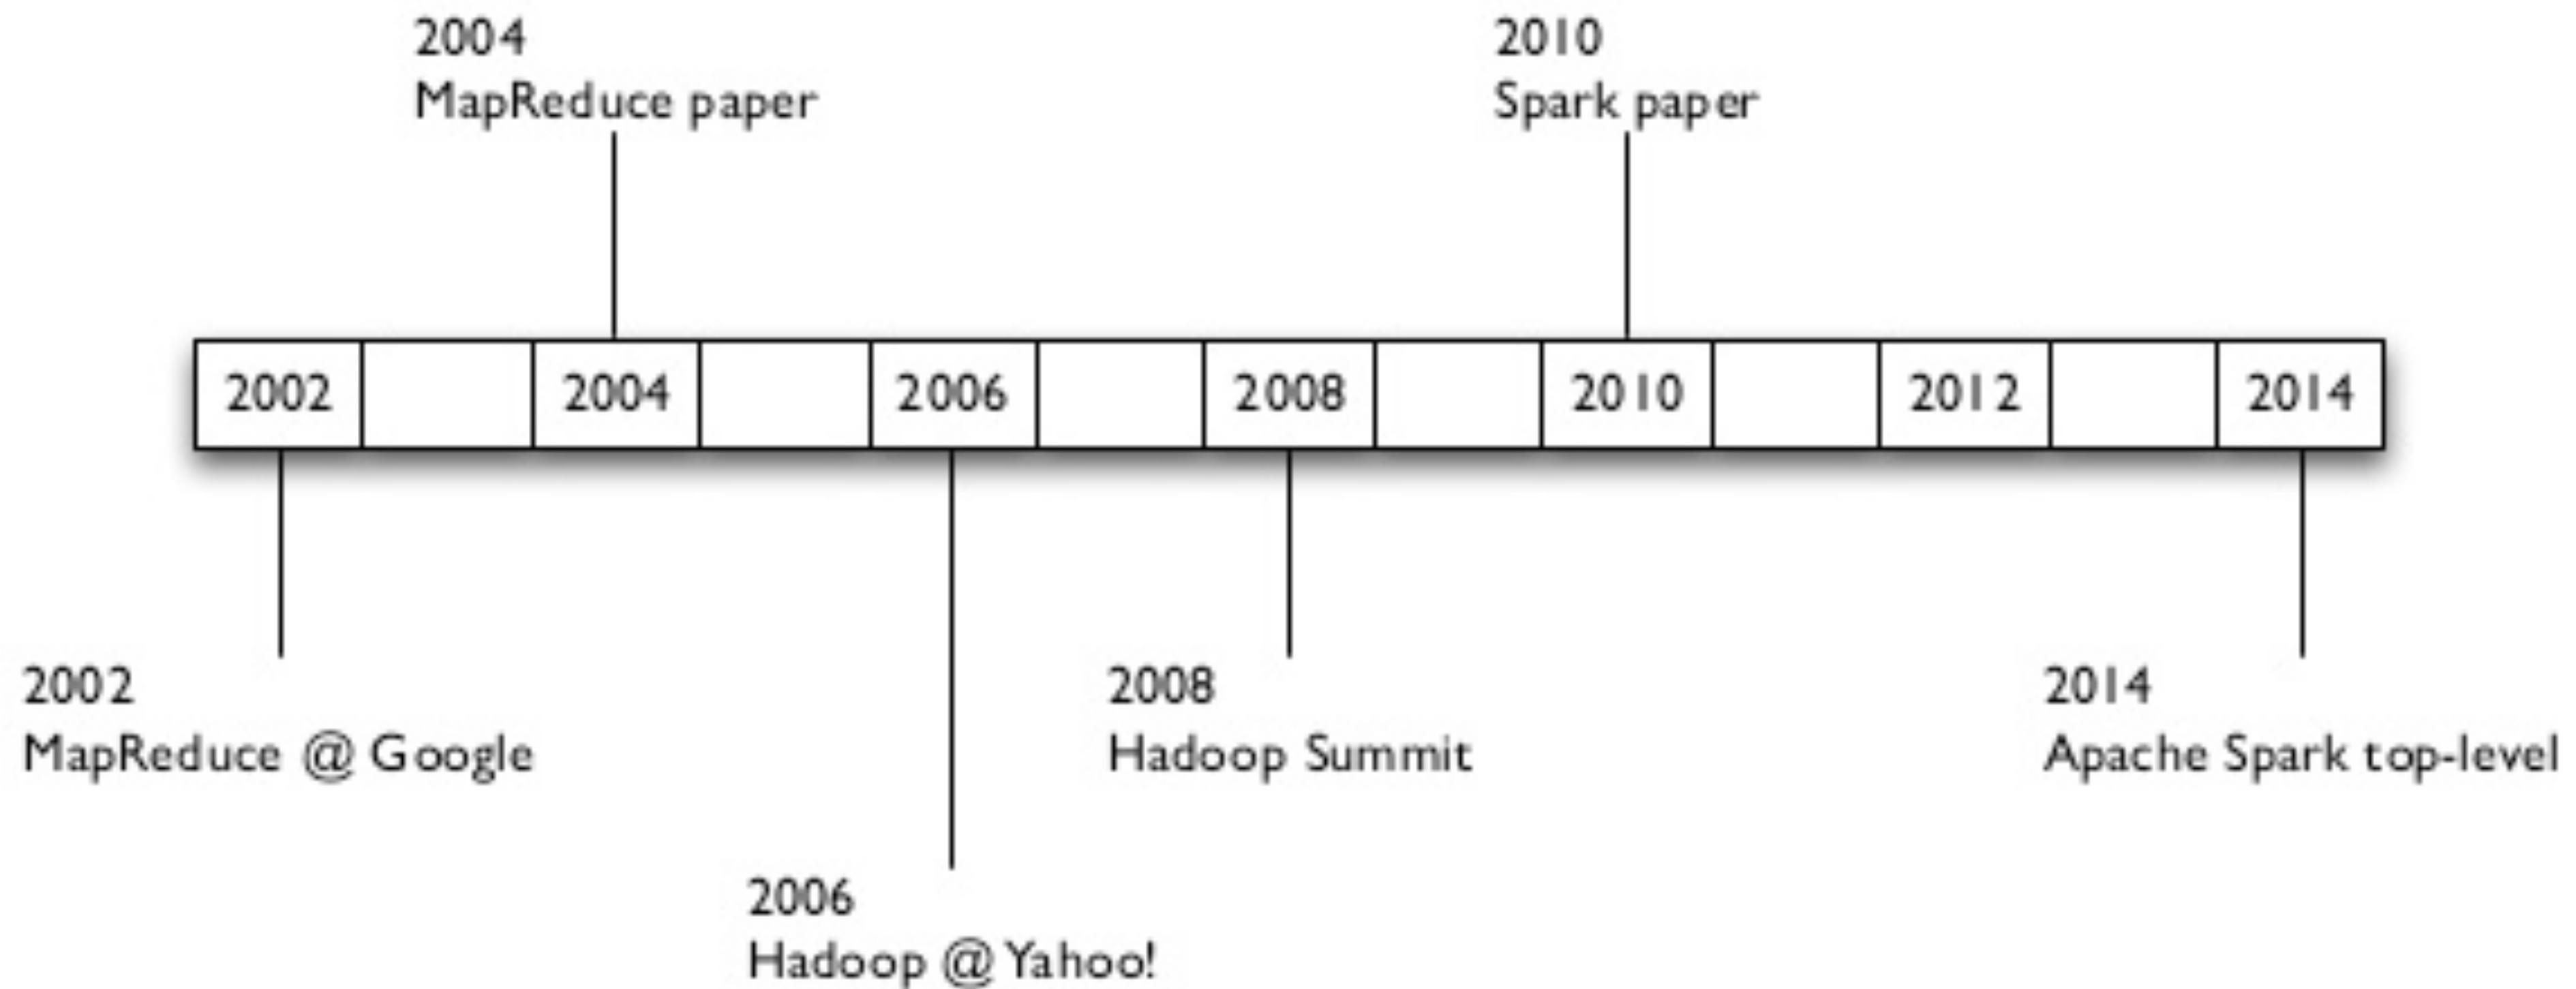 2004
MapReduce paper
2010
Spark paper
2002
2004
2006
2008
2010
2012
2014
2002
MapReduce @ Google
2008
Hadoop Summit
2014
Apache Spark top-level
2006
Hadoop @ Yahoo!